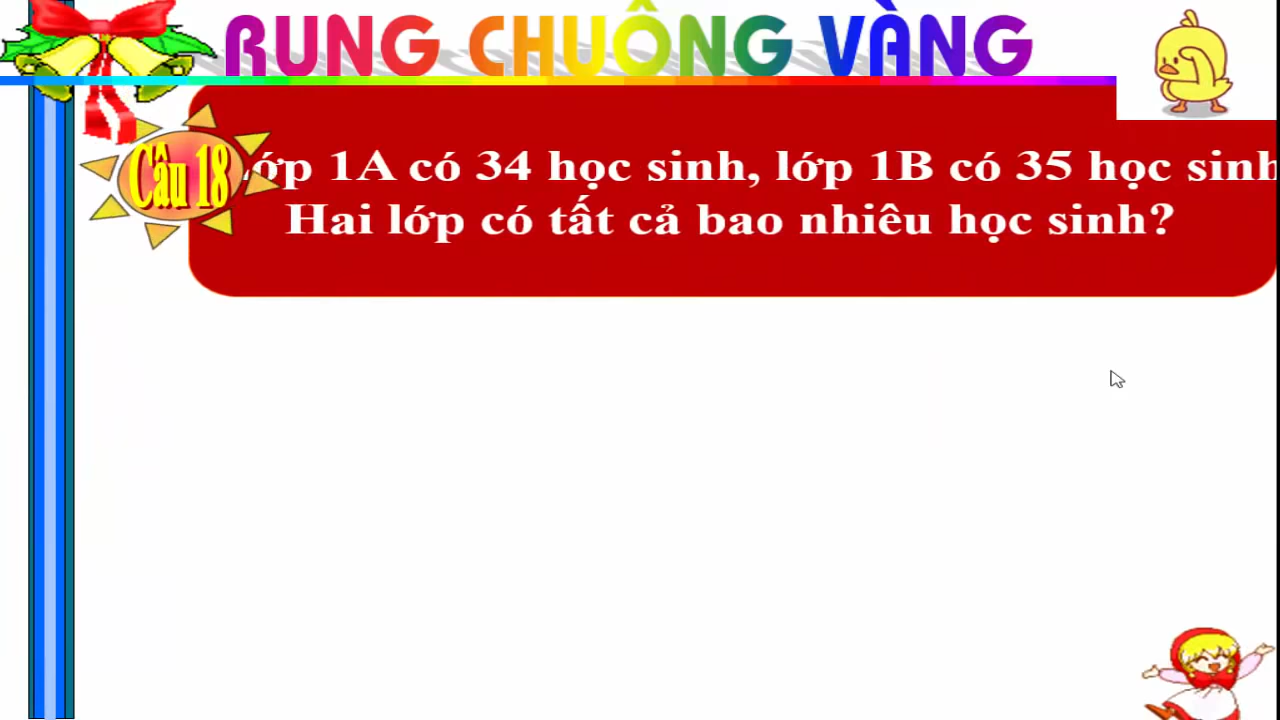 RUNG CHUÔNG VÀNG
Câu 18
Lớp 1A có 34 học sinh, lớp 1B có 35 học sinh
Hai lớp có tất cả bao nhiêu học sinh?